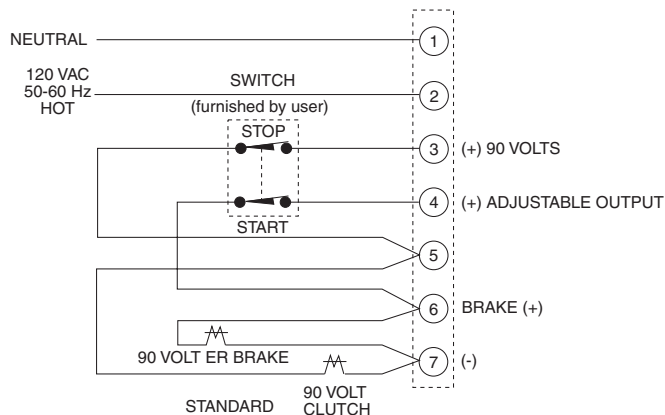 NEUTRAL
1
120 VAC
50-60 Hz
HOT
SWITCH
(furnished by user)
2
STOP
3 (+) 90 VOLTS
4 (+) ADJUSTABLE OUTPUT
START
5
6 BRAKE (+)
90 VOLT ER BRAKE
7 (-)
90 VOLT
CLUTCH
STANDARD